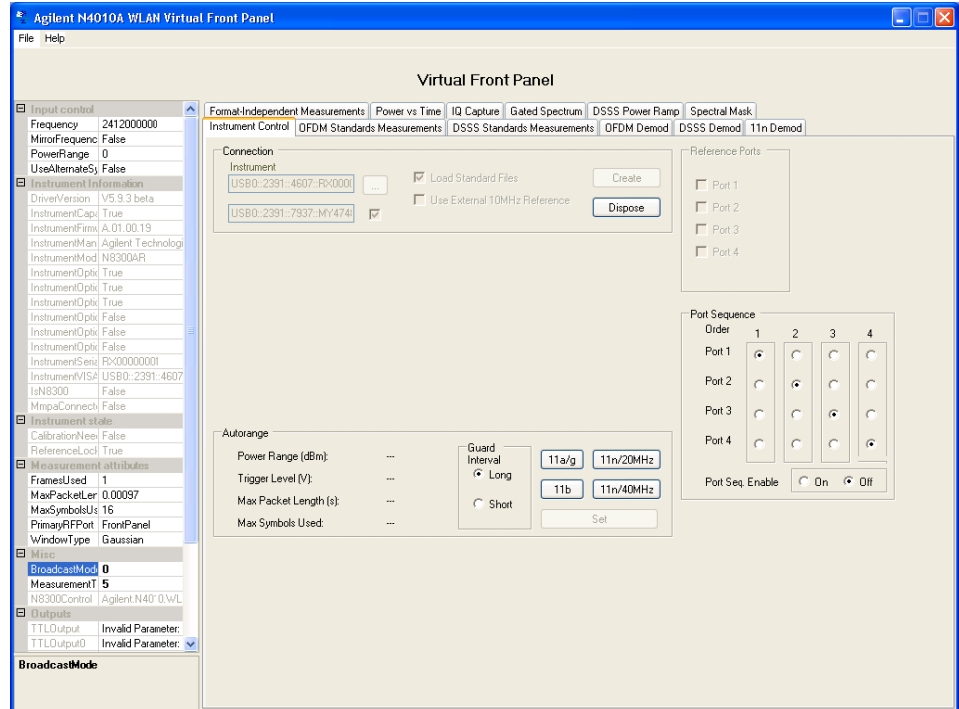 Agilent N4010A WLAN Virtual Front Panel
File Help
Virtual Front Panel
Input control
Frequency 2412000000
MirrorFrequenc False
PowerRange 0
UseAlternateSy False
Instrument Information
DriverVersion V5.9.3 beta
InstrumentCapa True
InstrumentFirmw A.01.00.19
InstrumentMan Agilent Technologi
InstrumentMod N8300AR
InstrumentOptic True
InstrumentOptic True
InstrumentOptic True
InstrumentOptic False
InstrumentOptic False
InstrumentOptic False
InstrumentSeria RX00000001
InstrumentVISA USB0::2391::4607
IsN8300 False
MmpaConnecti False
Instrument state
CalibrationNeed False
ReferenceLock True
Measurement attributes
FramesUsed 1
MaxPacketLen 0.00097
MaxSymbolsUs 16
PrimaryRFPort FrontPanel
WindowType Gaussian
Misc
BroadcastMode 0
MeasurementT 5
N8300Control Agilent.N40'0.WL
Outputs
TTLOutput Invalid Parameter:
TTLOutput0 Invalid Parameter:
BroadcastMode
Format-Independent Measurements Power vs Time IQ Capture Gated Spectrum DSSS Power Ramp Spectral Mask
Instrument Control OFDM Standards Measurements DSSS Standards Measurements OFDM Demod DSSS Demod 11n Demod
Connection
Instrument
USB0::2391::4607::RX000( ...
USB0::2391::7937::MY474
Load Standard Files
Use External 10MHz Reference
Create
Dispose
Reference Ports
Port 1
Port 2
Port 3
Port 4
Port Sequence
Order 1 2 3 4
Port 1
Port 2
Port 3
Port 4
Port Seq. Enable On Off
Autorange
Power Range (dBm): ---
Trigger Level (V): ---
Max Packet Length (s): ---
Max Symbols Used: ---
Guard Interval
Long
Short
11a/g 11n/20MHz
11b 11n/40MHz
Set